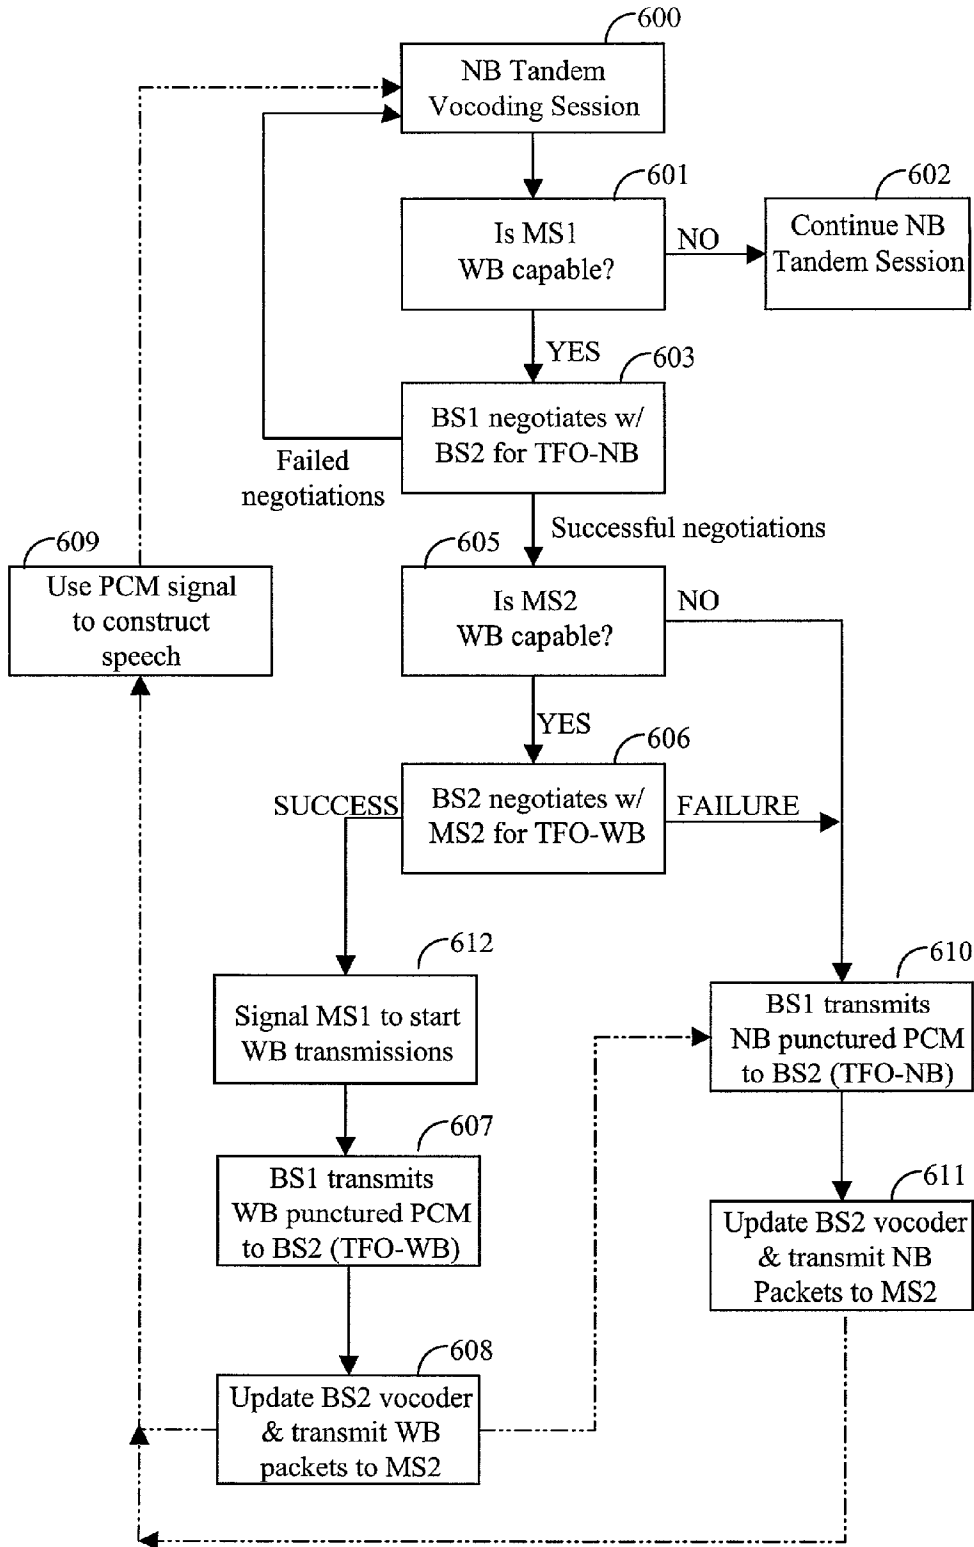 600
NB Tandem
Vocoding Session
601
Is MS1
WB capable?
NO
602
Continue NB
Tandem Session
YES
603
BS1 negotiates w/
BS2 for TFO-NB
Failed
negotiations
Successful negotiations
609
Use PCM signal
to construct
speech
605
Is MS2
WB capable?
NO
YES
606
BS2 negotiates w/
MS2 for TFO-WB
SUCCESS
FAILURE
612
Signal MS1 to start
WB transmissions
610
BS1 transmits
NB punctured PCM
to BS2 (TFO-NB)
607
BS1 transmits
WB punctured PCM
to BS2 (TFO-WB)
611
Update BS2 vocoder
& transmit NB
Packets to MS2
608
Update BS2 vocoder
& transmit WB
packets to MS2